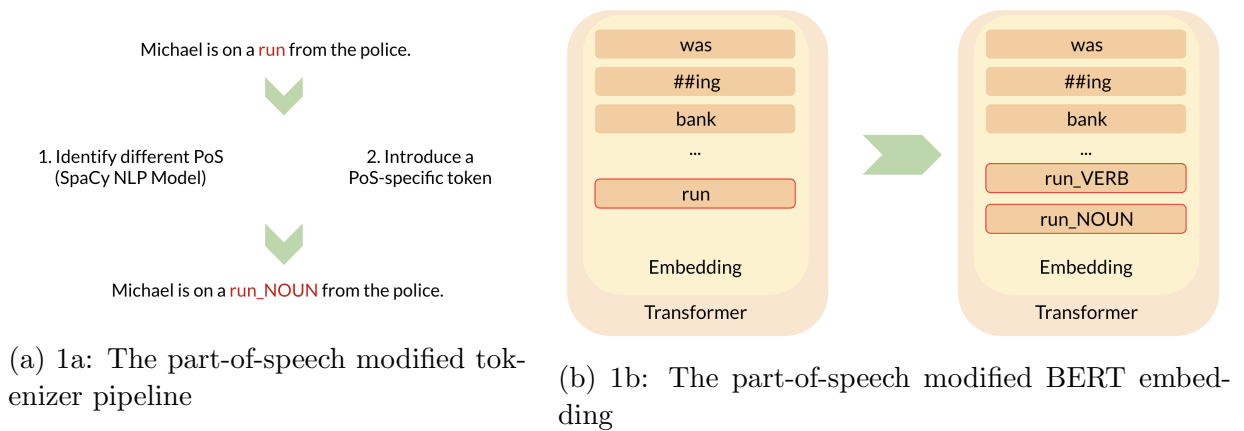 Michael is on a run from the police.
1. Identify different PoS
(SpaCy NLP Model)
2. Introduce a
PoS-specific token
Michael is on a run_NOUN from the police.
(a) 1a: The part-of-speech modified tok-
enizer pipeline
was
##ing
bank
...
run
Embedding
Transformer
was
##ing
bank
...
run_VERB
run_NOUN
Embedding
Transformer
(b) 1b: The part-of-speech modified BERT embed-
ding